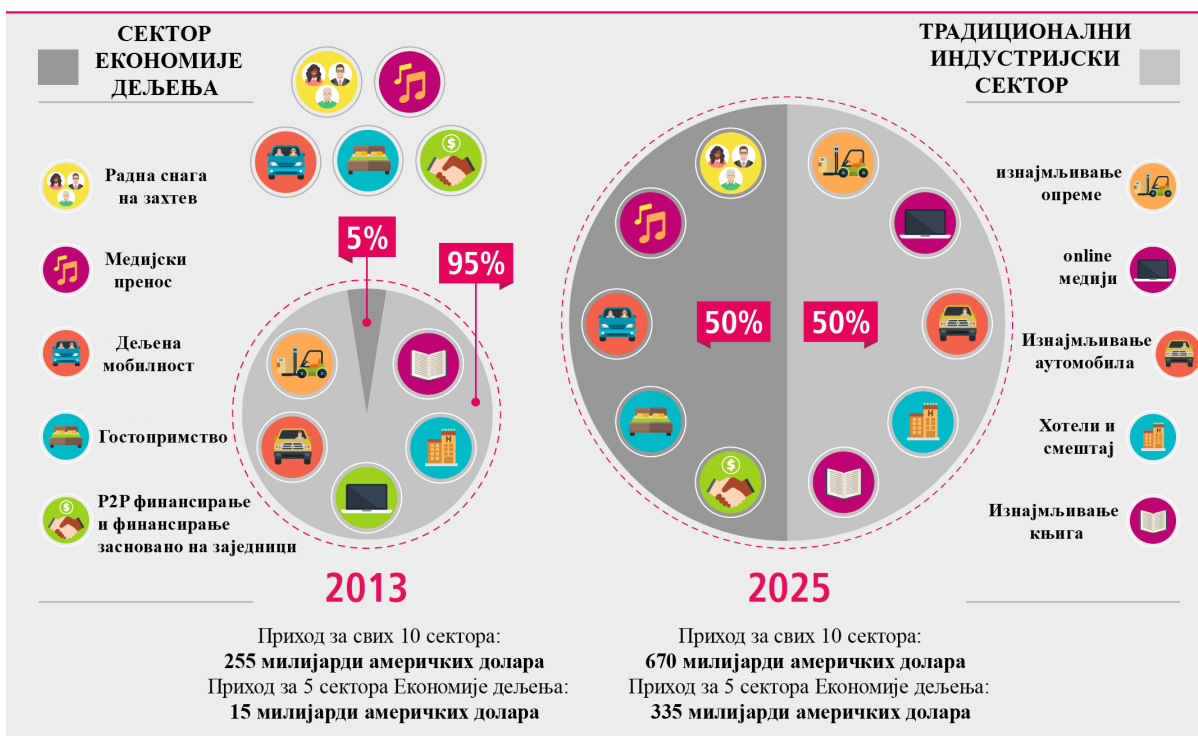 СЕКТОР
ЕКОНОМИЈЕ
ДЕЉЕЊА
Радна снага
на захтев
Медијски
пренос
Дељена
мобилност
Гостопримство
P2P финансирање
и финансирање
засновано на заједници
5%
95%
2013
Приход за свих 10 сектора:
255 милијарди америчких долара
Приход за 5 сектора Економије дељења:
15 милијарди америчких долара
50%
50%
2025
Приход за свих 10 сектора:
670 милијарди америчких долара
Приход за 5 сектора Економије дељења:
335 милијарди америчких долара
ТРАДИЦИОНАЛНИ
ИНДУСТРИЈСКИ
СЕКТОР
изнајмљивање
опреме
online
медији
Изнајмљивање
аутомобила
Хотели и
смештај
Изнајмљивање
књига